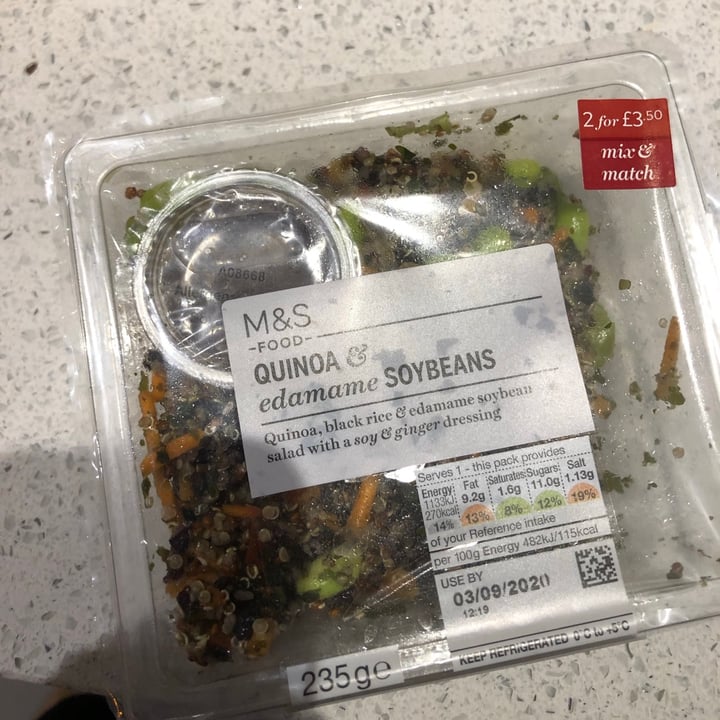 2 for £3.50
mix &
match
A08668
M&S
-FOOD-
QUINOA &
edamame SOYBEANS
Quinoa, black rice & edamame soybean
salad with a soy & ginger dressing
Serves 1 - this pack provides
Energy Fat Saturates Sugars Salt
1133kJ 9.2g 1.6g 11.0g 1.13g
270kcal
14% 13% 8% 12% 19%
of your Reference intake
per 100g Energy 482kJ/115kcal
USE BY
03/09/2020
12:19
KEEP REFRIGERATED 0°C to +5°C
235g e